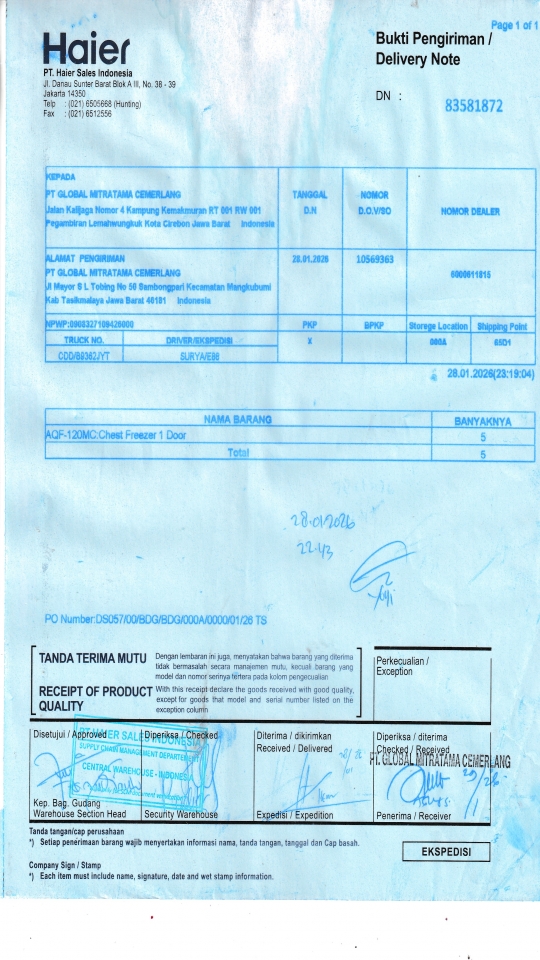 Page 1 of 1
Haier
Bukti Pengiriman /
Delivery Note
PT. Haier Sales Indonesia
Jl. Danau Sunter Barat Blok A III, No. 38 - 39
Jakarta 14350
Telp : (021) 6505668 (Hunting)
Fax : (021) 6512556
DN : 83581872
KEPADA
PT GLOBAL MITRATAMA CEMERLANG
Jalan Kalijaga Nomor 4 Kampung Kemakmuran RT 001 RW 001
Pegambiran Lemahwungkuk Kota Cirebon Jawa Barat Indonesia
TANGGAL D.N
NOMOR D.O.V/SO
NOMOR DEALER
ALAMAT PENGIRIMAN
PT GLOBAL MITRATAMA CEMERLANG
Jl Mayor S L Tobing No 56 Sambongpari Kecamatan Mangkubumi
Kab Tasikmalaya Jawa Barat 46181 Indonesia
28.01.2026
10569363
6000011815
NPWP:0908327109426000
PKP
BPKP
Storege Location
Shipping Point
TRUCK NO.
DRIVER/EKSPEDISI
X
000A
65D1
CDD/B9362JYT
SURYA/E98
28.01.2026(23:19:04)
NAMA BARANG
BANYAKNYA
AQF-120MC:Chest Freezer 1 Door
5
Total
5
28.01/2026
22.43
PO Number:DS057/00/BDG/BDG/000A/0000/01/26 TS
TANDA TERIMA MUTU
Dengan lembaran ini juga, menyatakan bahwa barang yang diterima
tidak bermasalah secara manajemen mutu, kecuali barang yang
model dan nomor serinya tertera pada kolom pengecualian
RECEIPT OF PRODUCT
QUALITY
With this receipt declare the goods received with good quality,
except for goods that model and serial number listed on the
exception column
Perkecualian /
Exception
Disetujui / Approved
Diperiksa / Checked
Diterima / dikirimkan
Received / Delivered
Diperiksa / diterima
Checked / Received
PT. HAIER SALES INDONESIA
SUPPLY CHAIN MANAGEMENT DEPARTEMENT
CENTRAL WAREHOUSE - INDONESIA
PT. GLOBAL MITRATAMA CEMERLANG
Kep. Bag. Gudang
Warehouse Section Head
Security Warehouse
Expedisi / Expedition
Penerima / Receiver
Tanda tangan/cap perusahaan
*) Setiap penerimaan barang wajib menyertakan informasi nama, tanda tangan, tanggal dan Cap basah.
EKSPEDISI
Company Sign / Stamp
*) Each item must include name, signature, date and wet stamp information.